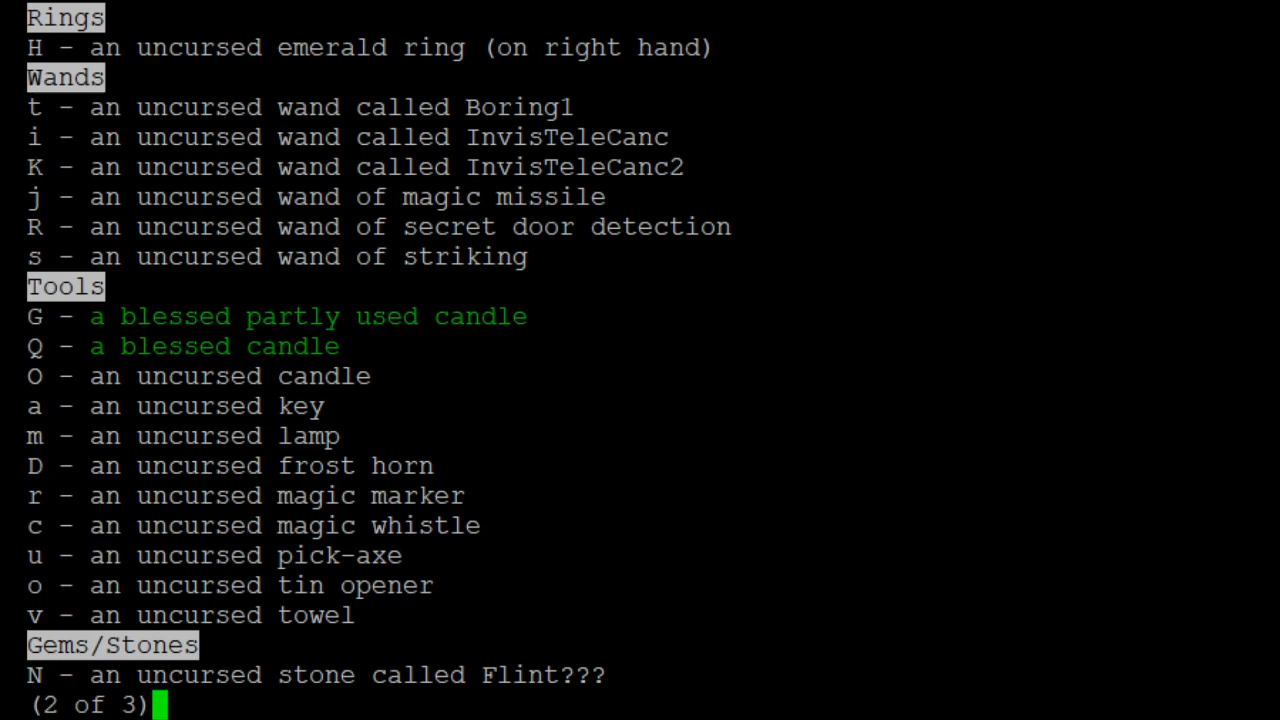 Rings
H - an uncursed emerald ring (on right hand)
Wands
t - an uncursed wand called Boring1
i - an uncursed wand called InvisTeleCanc
K - an uncursed wand called InvisTeleCanc2
j - an uncursed wand of magic missile
R - an uncursed wand of secret door detection
s - an uncursed wand of striking
Tools
G - a blessed partly used candle
Q - a blessed candle
O - an uncursed candle
a - an uncursed key
m - an uncursed lamp
D - an uncursed frost horn
r - an uncursed magic marker
c - an uncursed magic whistle
u - an uncursed pick-axe
o - an uncursed tin opener
v - an uncursed towel
Gems/Stones
N - an uncursed stone called Flint???
(2 of 3)